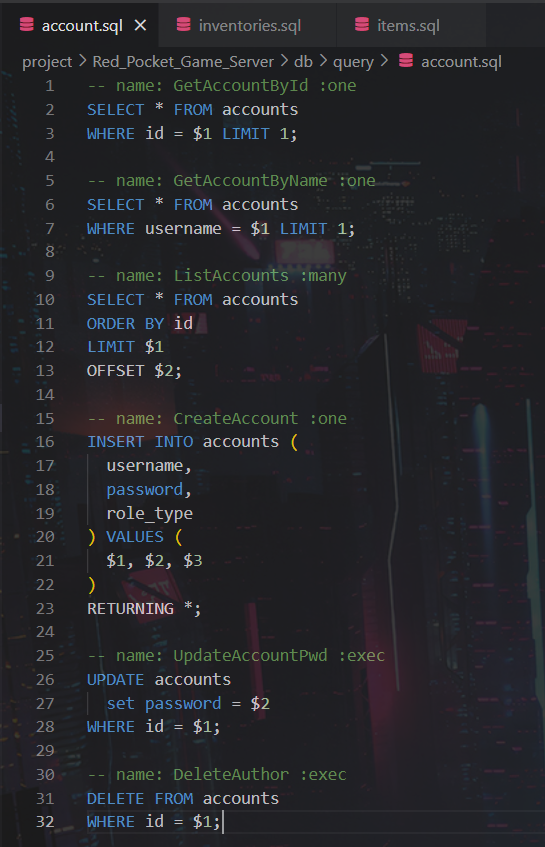 account.sql
inventories.sql
items.sql
project > Red_Pocket_Game_Server > db > query > account.sql
1 -- name: GetAccountById :one
2 SELECT * FROM accounts
3 WHERE id = $1 LIMIT 1;
4
5 -- name: GetAccountByName :one
6 SELECT * FROM accounts
7 WHERE username = $1 LIMIT 1;
8
9 -- name: ListAccounts :many
10 SELECT * FROM accounts
11 ORDER BY id
12 LIMIT $1
13 OFFSET $2;
14
15 -- name: CreateAccount :one
16 INSERT INTO accounts (
17   username,
18   password,
19   role_type
20 ) VALUES (
21   $1, $2, $3
22 )
23 RETURNING *;
24
25 -- name: UpdateAccountPwd :exec
26 UPDATE accounts
27   set password = $2
28 WHERE id = $1;
29
30 -- name: DeleteAuthor :exec
31 DELETE FROM accounts
32 WHERE id = $1;